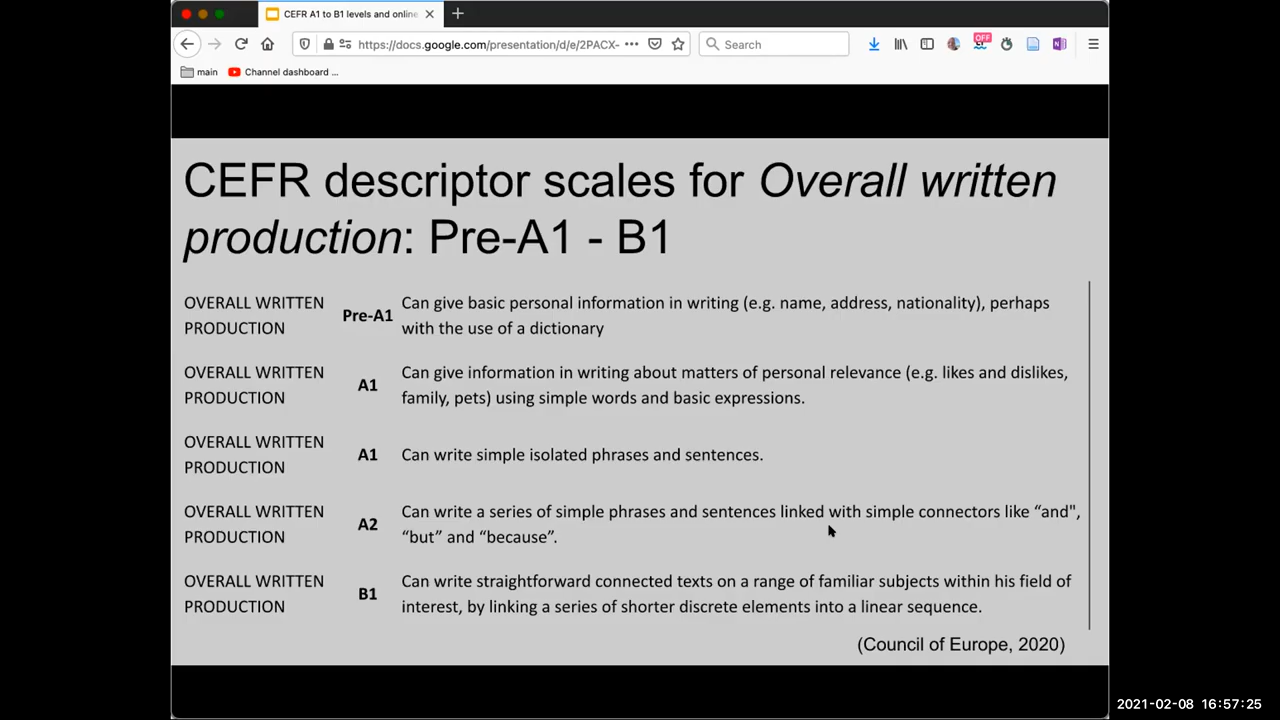 CEFR A1 to B1 levels and online
https://docs.google.com/presentation/d/e/2PACX-
Search
OFF
main
Channel dashboard ...
CEFR descriptor scales for Overall written
production: Pre-A1 - B1
OVERALL WRITTEN
PRODUCTION
Pre-A1
Can give basic personal information in writing (e.g. name, address, nationality), perhaps
with the use of a dictionary
OVERALL WRITTEN
PRODUCTION
A1
Can give information in writing about matters of personal relevance (e.g. likes and dislikes,
family, pets) using simple words and basic expressions.
OVERALL WRITTEN
PRODUCTION
A1
Can write simple isolated phrases and sentences.
OVERALL WRITTEN
PRODUCTION
A2
Can write a series of simple phrases and sentences linked with simple connectors like “and",
“but” and “because”.
OVERALL WRITTEN
PRODUCTION
B1
Can write straightforward connected texts on a range of familiar subjects within his field of
interest, by linking a series of shorter discrete elements into a linear sequence.
(Council of Europe, 2020)
2021-02-08 16:57:25